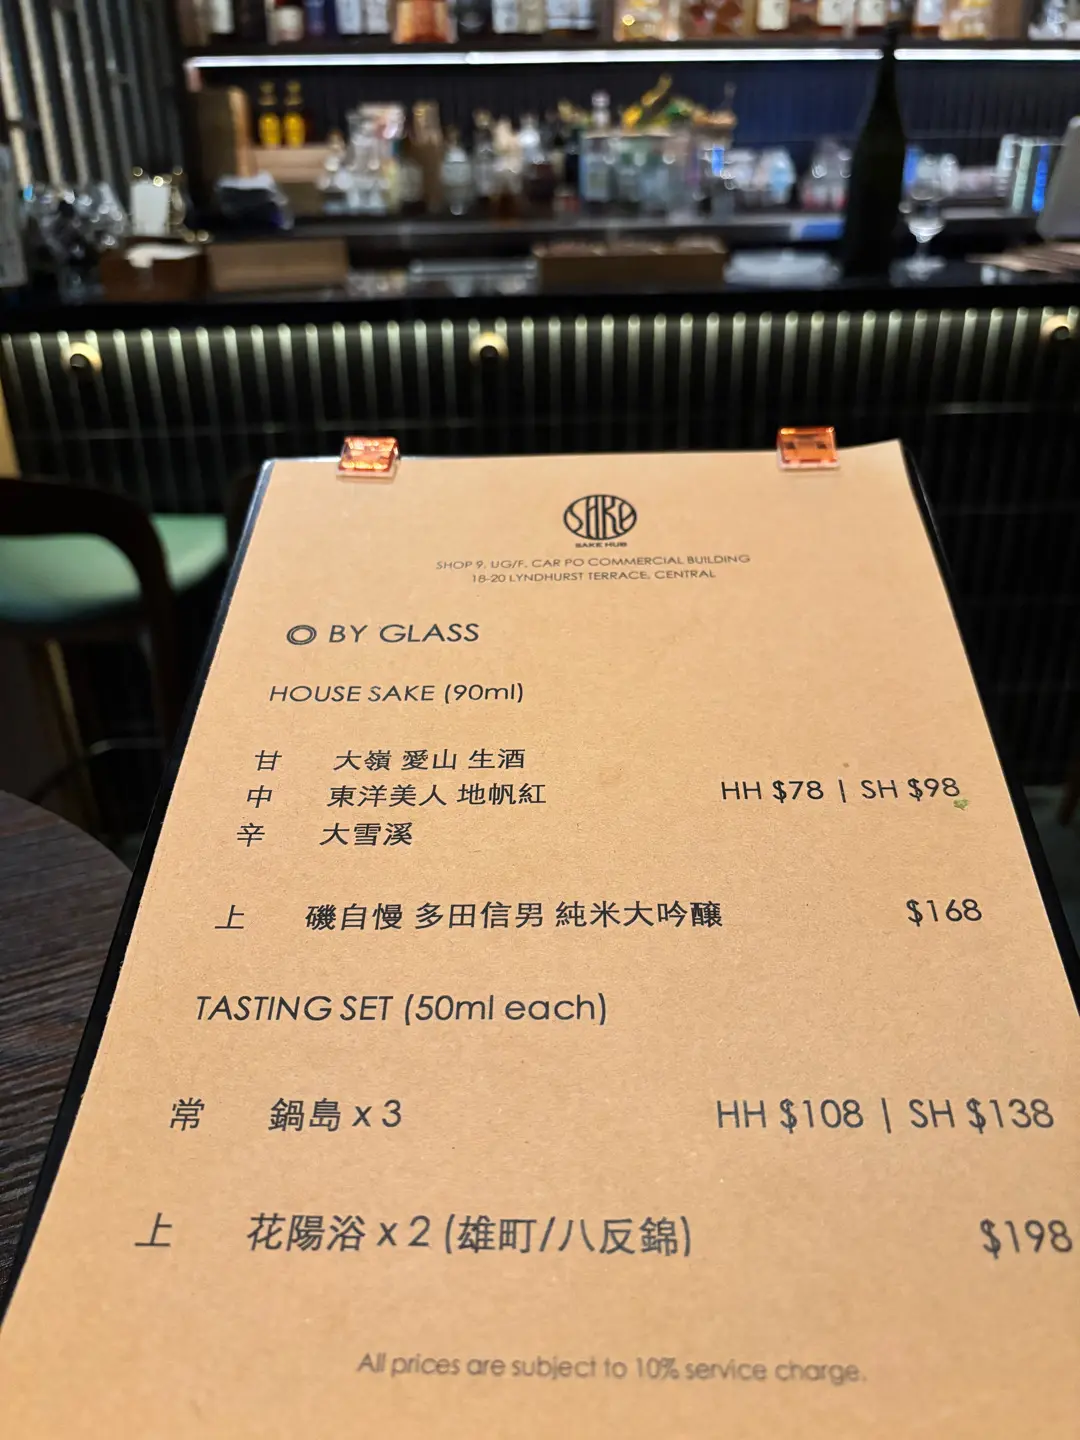 SAKE
SAKE HUB
SHOP 9, UG/F, CAR PO COMMERCIAL BUILDING
18-20 LYNDHURST TERRACE, CENTRAL
BY GLASS
HOUSE SAKE (90ml)
甘 大嶺 愛山 生酒
中 東洋美人 地帆紅 HH $78 | SH $98
辛 大雪溪
上 磯自慢 多田信男 純米大吟釀 $168
TASTING SET (50ml each)
常 鍋島 x 3 HH $108 | SH $138
上 花陽浴 x 2 (雄町/八反錦) $198
All prices are subject to 10% service charge.